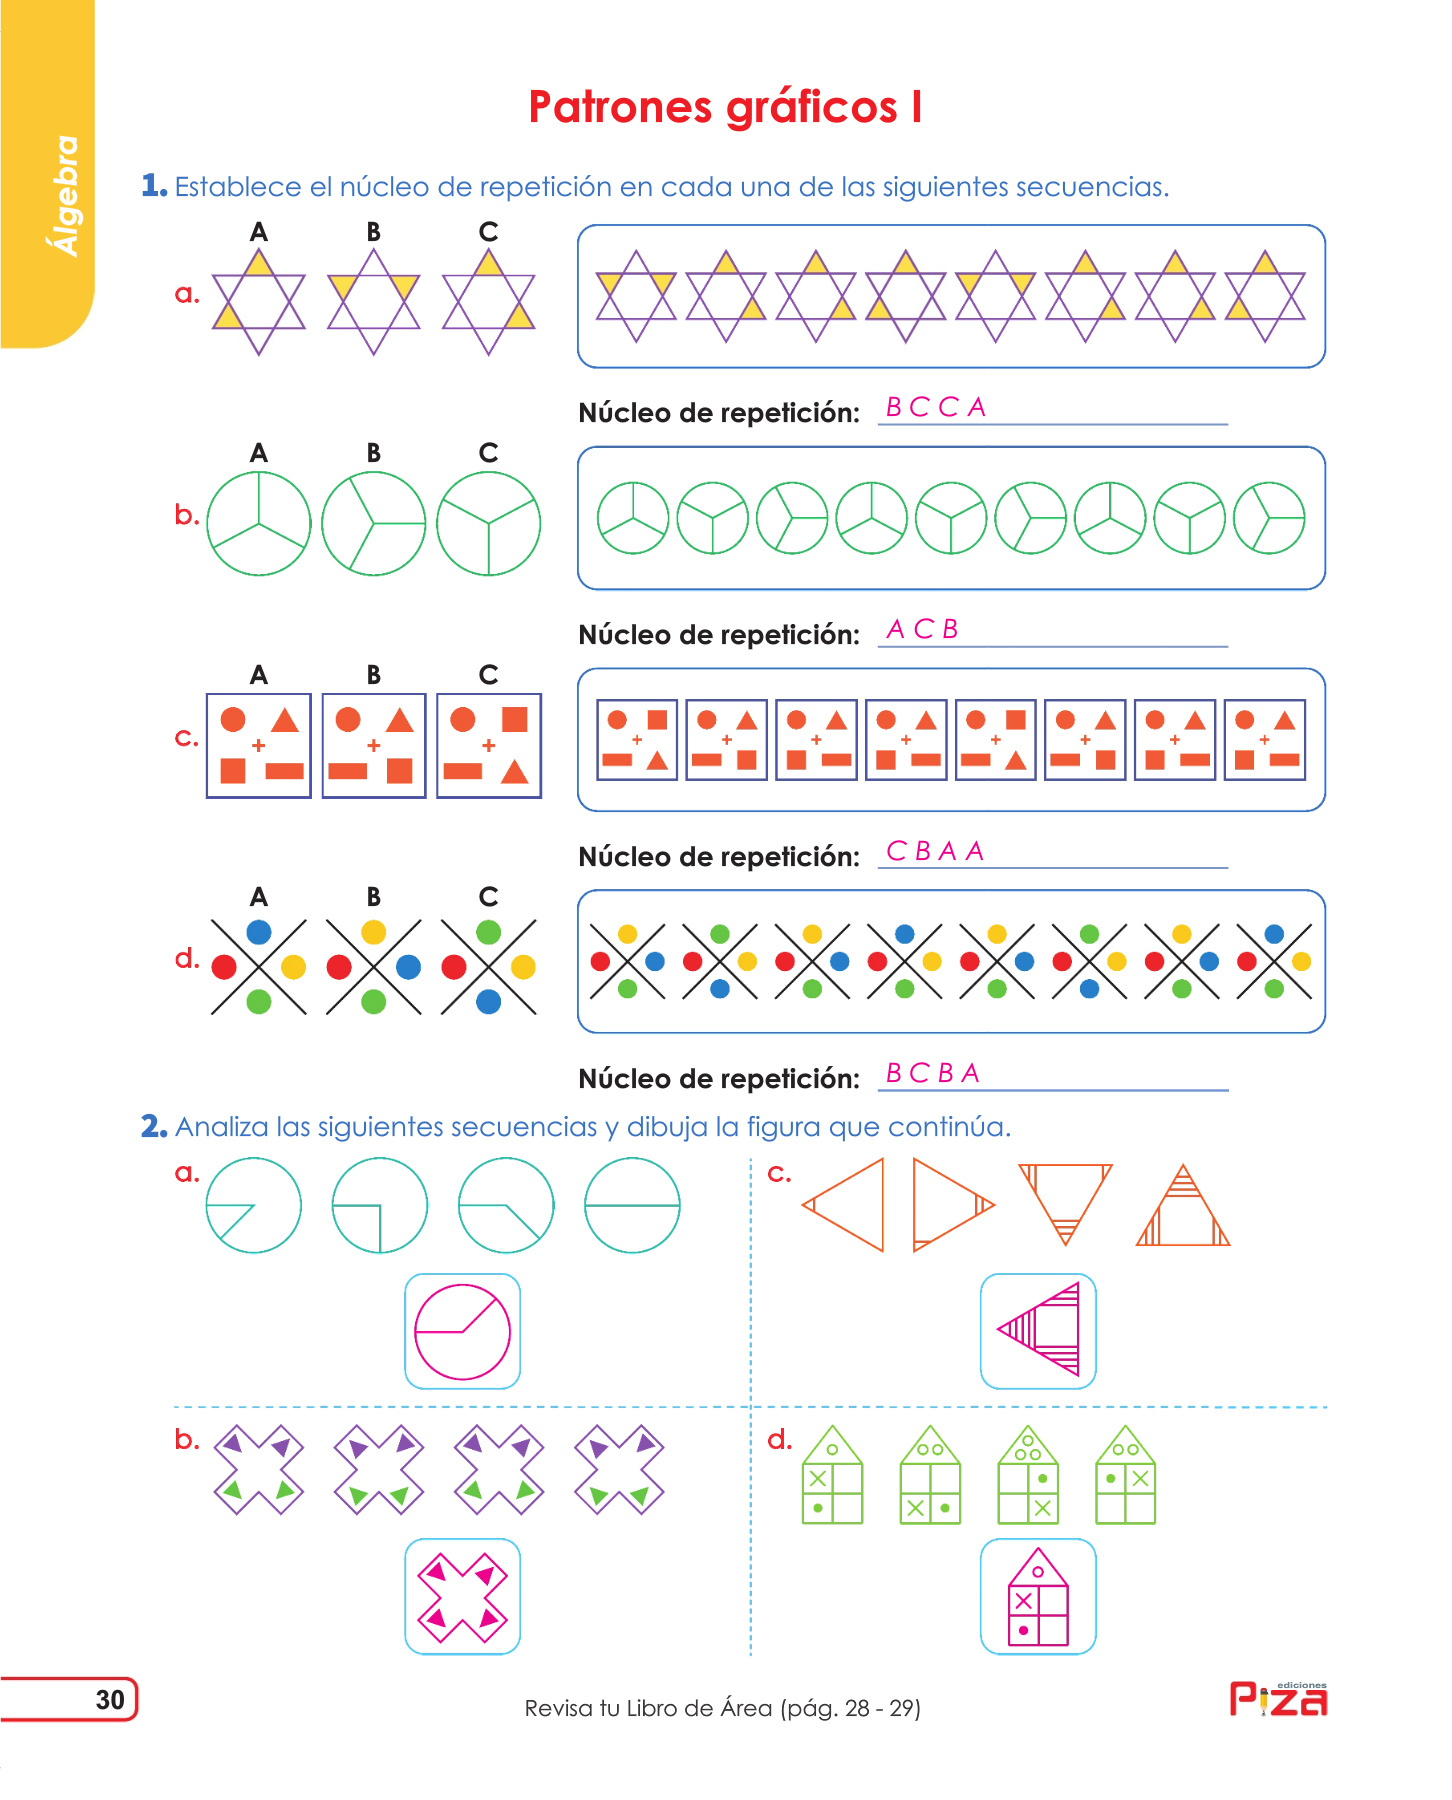 Álgebra
Patrones gráficos I
1. Establece el núcleo de repetición en cada una de las siguientes secuencias.
A B C
a.
Núcleo de repetición: B C C A
A B C
b.
Núcleo de repetición: A C B
A B C
c.
Núcleo de repetición: C B A A
A B C
d.
Núcleo de repetición: B C B A
2. Analiza las siguientes secuencias y dibuja la figura que continúa.
a.
c.
b.
d.
30
Revisa tu Libro de Área (pág. 28 - 29)
ediciones
Piza